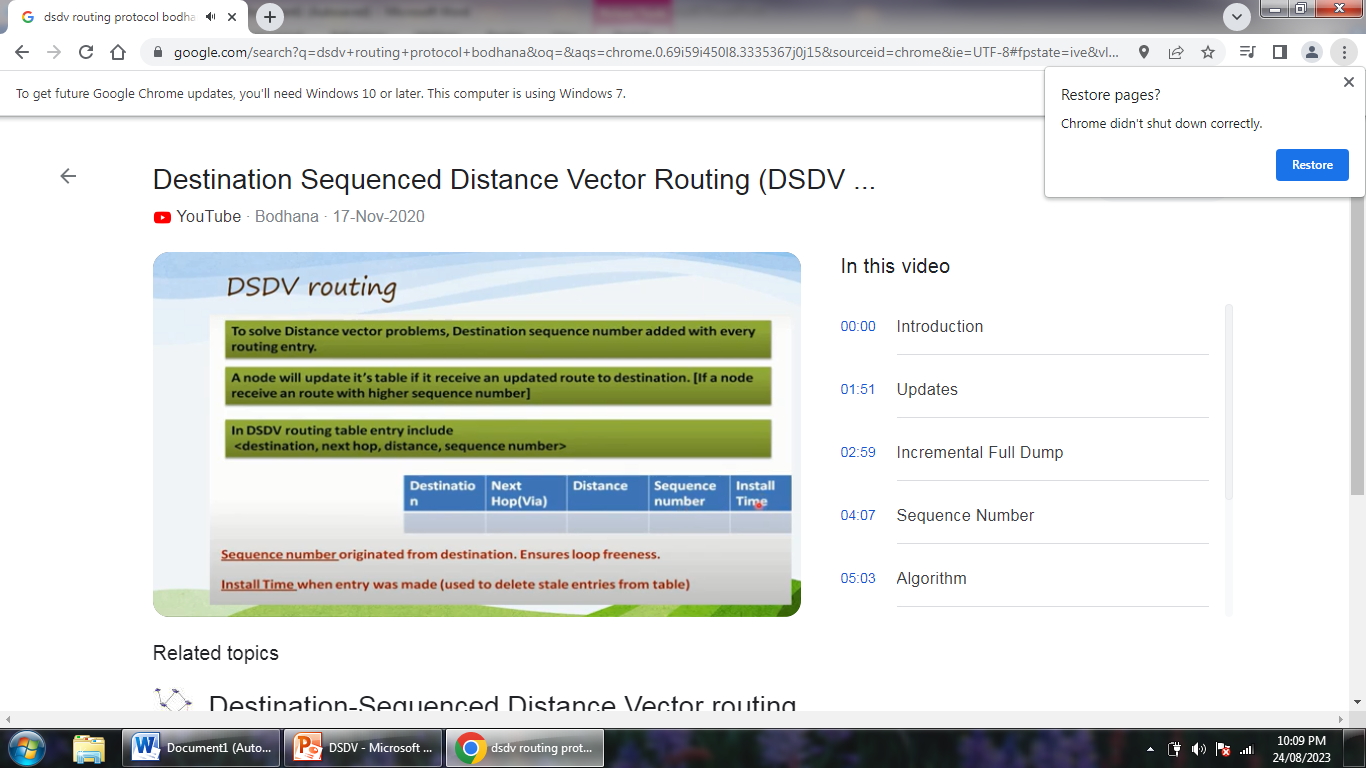 dsdv routing protocol bodha
google.com/search?q=dsdv+routing+protocol+bodhana&oq=&aqs=chrome.0.69i59i450l8.3335367j0j15&sourceid=chrome&ie=UTF-8#fpstate=ive&vl...
To get future Google Chrome updates, you'll need Windows 10 or later. This computer is using Windows 7.
Restore pages?
Chrome didn't shut down correctly.
Restore
Destination Sequenced Distance Vector Routing (DSDV ...
YouTube · Bodhana · 17-Nov-2020
DSDV routing
To solve Distance vector problems, Destination sequence number added with every
routing entry.
A node will update it's table if it receive an updated route to destination. [If a node
receive an route with higher sequence number]
In DSDV routing table entry include
<destination, next hop, distance, sequence number>
Destinatio
n
Next
Hop(Via)
Distance
Sequence
number
Install
Time
Sequence number originated from destination. Ensures loop freeness.
Install Time when entry was made (used to delete stale entries from table)
In this video
00:00 Introduction
01:51 Updates
02:59 Incremental Full Dump
04:07 Sequence Number
05:03 Algorithm
Related topics
Destination-Sequenced Distance Vector routing
Document1 (Auto...
DSDV - Microsoft ...
dsdv routing prot...
10:09 PM
24/08/2023